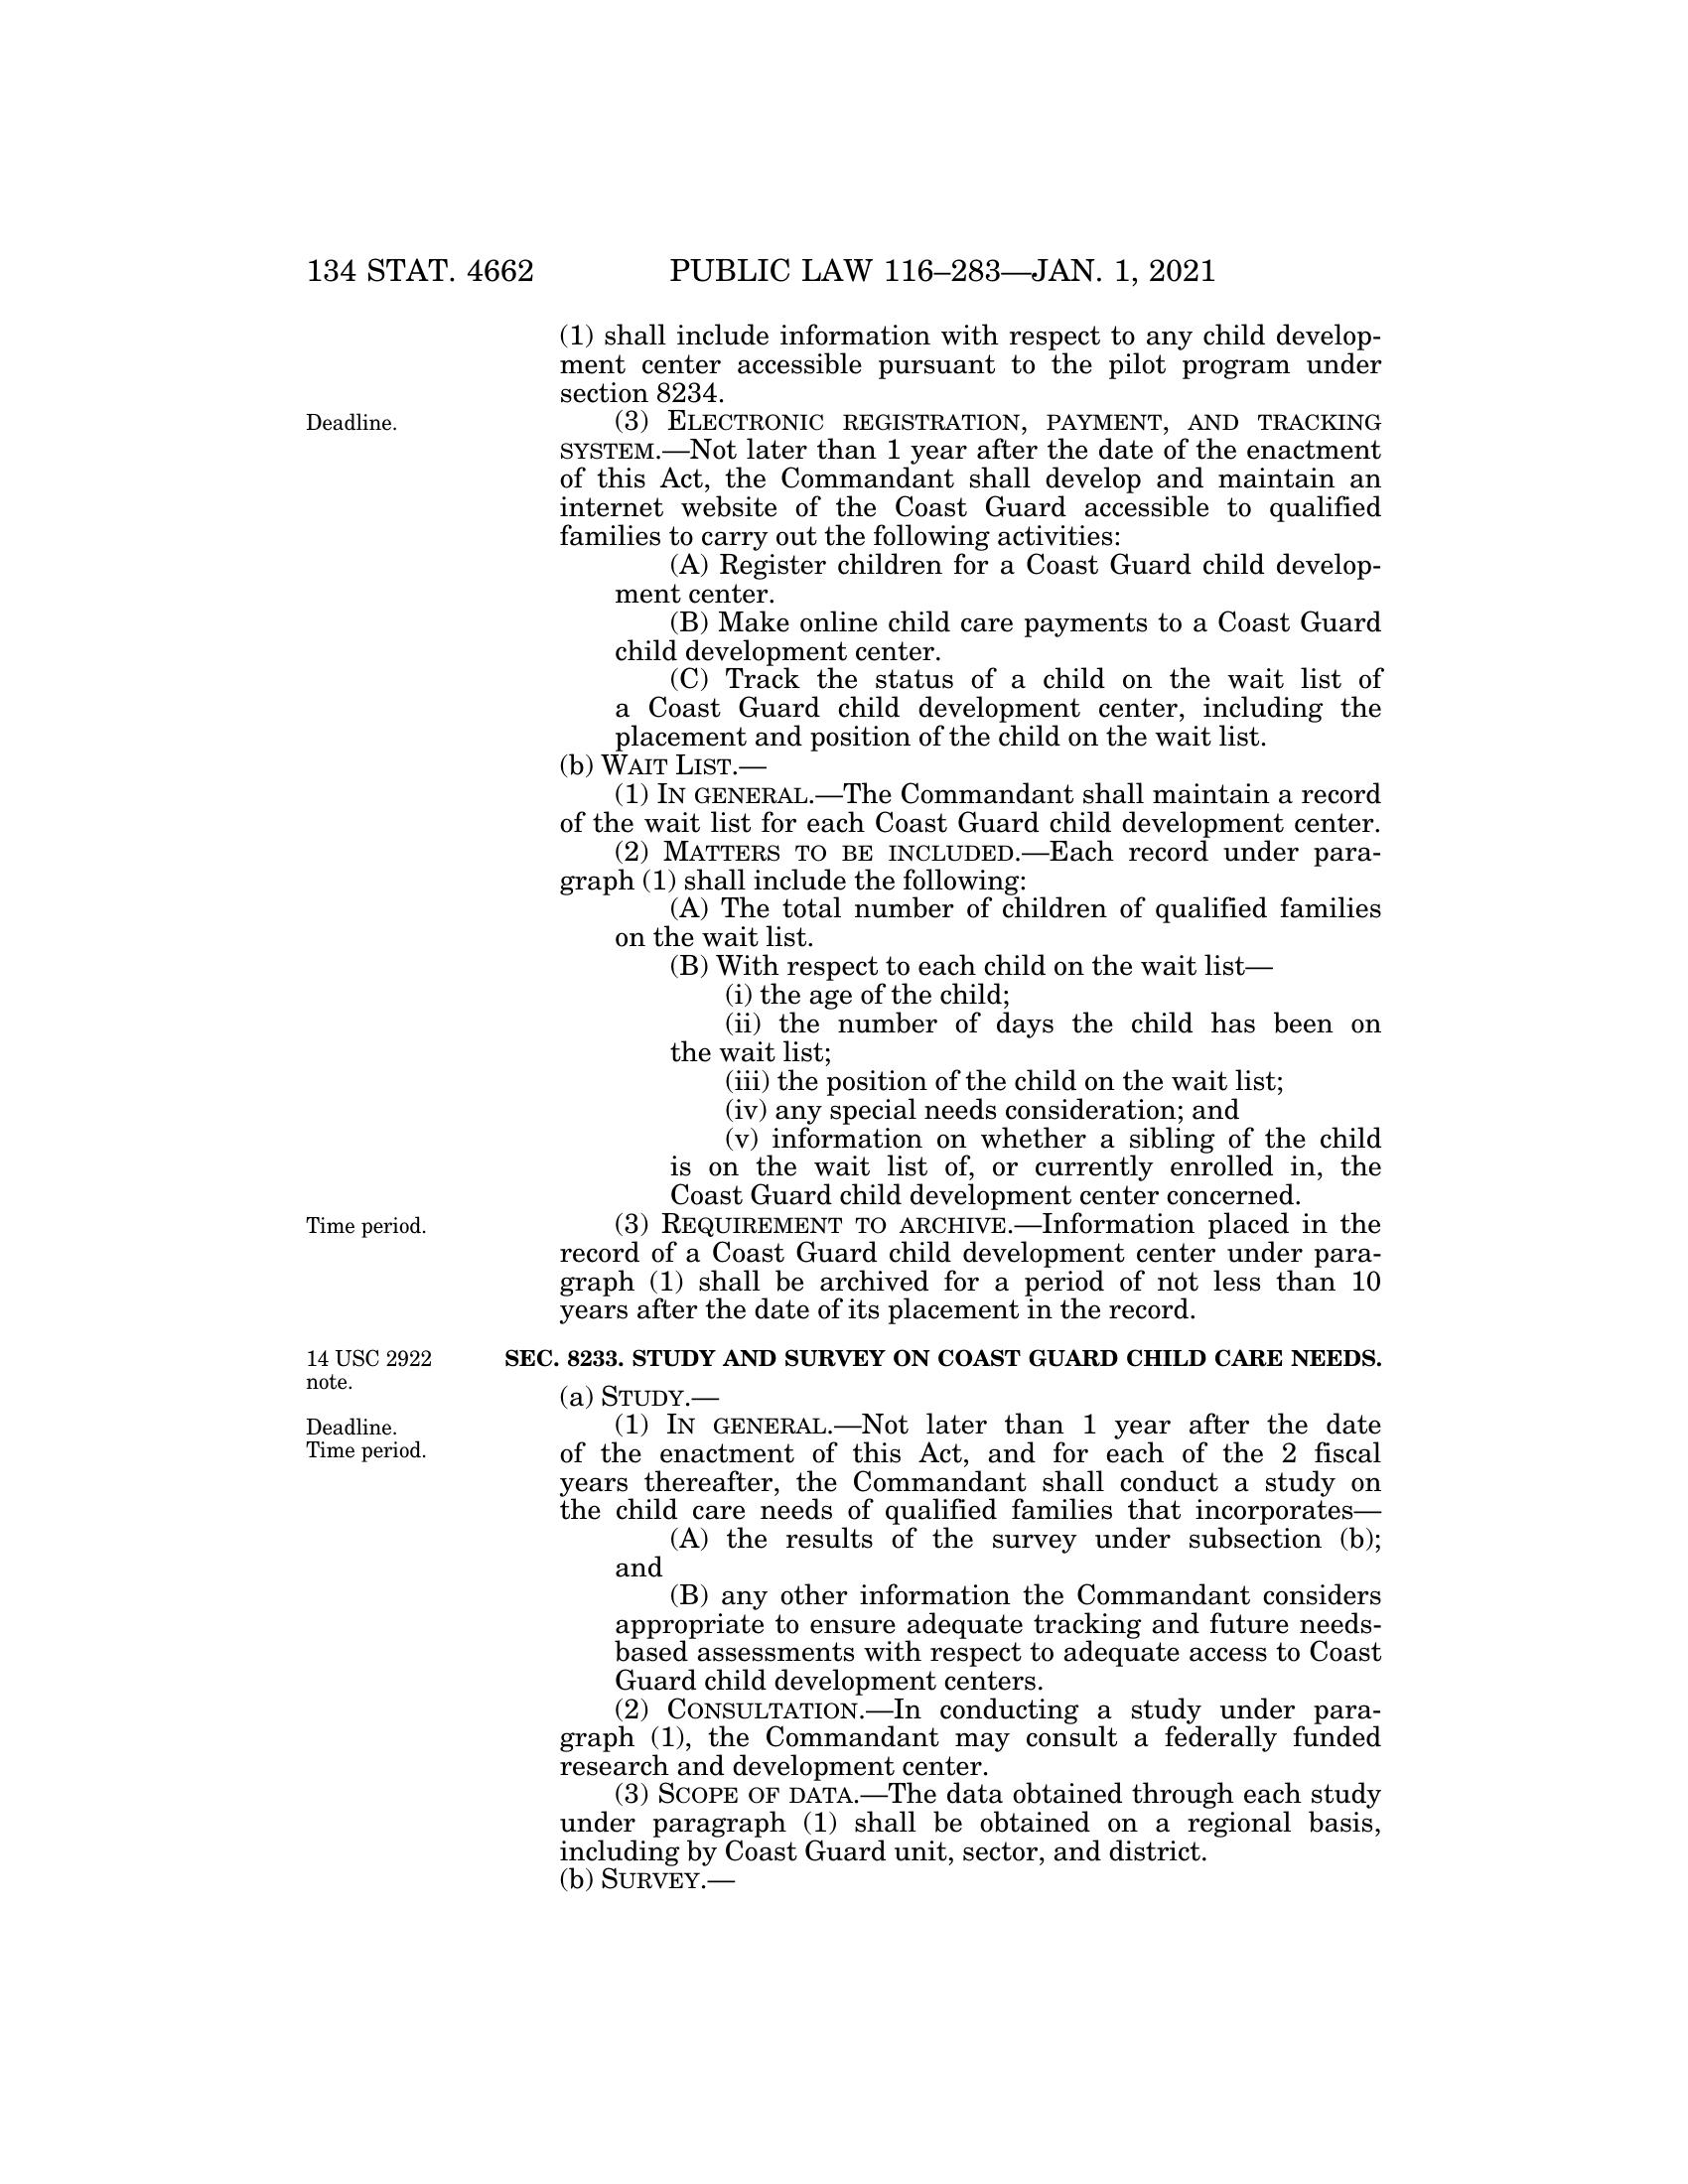 134 STAT. 4662 PUBLIC LAW 116–283—JAN. 1, 2021
(1) shall include information with respect to any child develop-
ment center accessible pursuant to the pilot program under
section 8234.
Deadline.
(3) ELECTRONIC REGISTRATION, PAYMENT, AND TRACKING
SYSTEM.—Not later than 1 year after the date of the enactment
of this Act, the Commandant shall develop and maintain an
internet website of the Coast Guard accessible to qualified
families to carry out the following activities:
(A) Register children for a Coast Guard child develop-
ment center.
(B) Make online child care payments to a Coast Guard
child development center.
(C) Track the status of a child on the wait list of
a Coast Guard child development center, including the
placement and position of the child on the wait list.
(b) WAIT LIST.—
(1) IN GENERAL.—The Commandant shall maintain a record
of the wait list for each Coast Guard child development center.
(2) MATTERS TO BE INCLUDED.—Each record under para-
graph (1) shall include the following:
(A) The total number of children of qualified families
on the wait list.
(B) With respect to each child on the wait list—
(i) the age of the child;
(ii) the number of days the child has been on
the wait list;
(iii) the position of the child on the wait list;
(iv) any special needs consideration; and
(v) information on whether a sibling of the child
is on the wait list of, or currently enrolled in, the
Coast Guard child development center concerned.
Time period.
(3) REQUIREMENT TO ARCHIVE.—Information placed in the
record of a Coast Guard child development center under para-
graph (1) shall be archived for a period of not less than 10
years after the date of its placement in the record.
14 USC 2922
note.
SEC. 8233. STUDY AND SURVEY ON COAST GUARD CHILD CARE NEEDS.
(a) STUDY.—
Deadline.
Time period.
(1) IN GENERAL.—Not later than 1 year after the date
of the enactment of this Act, and for each of the 2 fiscal
years thereafter, the Commandant shall conduct a study on
the child care needs of qualified families that incorporates—
(A) the results of the survey under subsection (b);
and
(B) any other information the Commandant considers
appropriate to ensure adequate tracking and future needs-
based assessments with respect to adequate access to Coast
Guard child development centers.
(2) CONSULTATION.—In conducting a study under para-
graph (1), the Commandant may consult a federally funded
research and development center.
(3) SCOPE OF DATA.—The data obtained through each study
under paragraph (1) shall be obtained on a regional basis,
including by Coast Guard unit, sector, and district.
(b) SURVEY.—